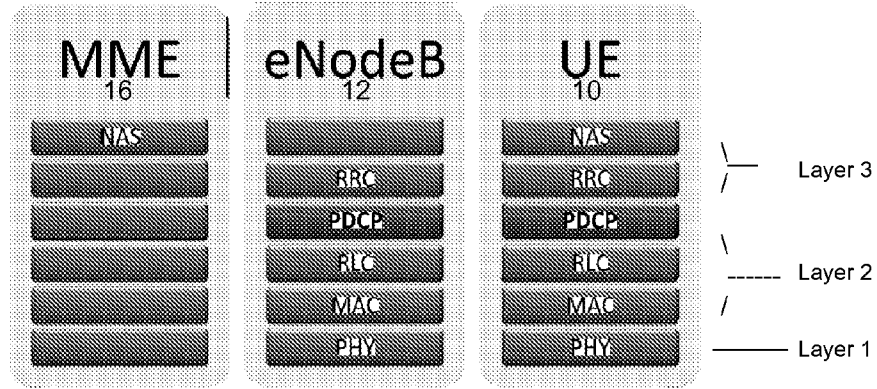 MME eNodeB UE
16 12 10
NAS NAS
RRC RRC Layer 3
PDCP PDCP
RLC RLC Layer 2
MAC MAC
PHY PHY Layer 1